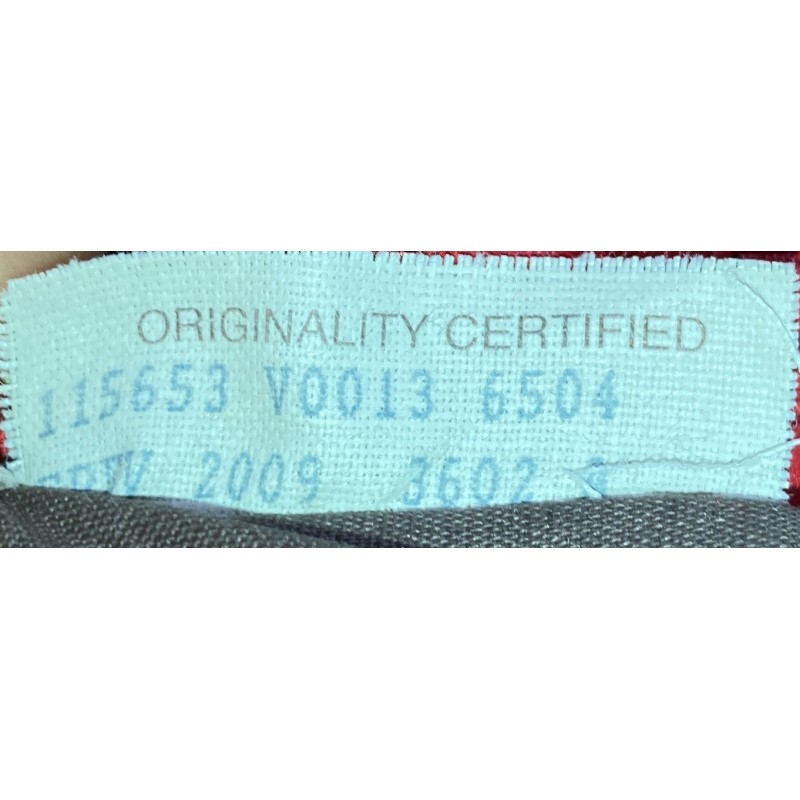 ORIGINALITY CERTIFIED
115653 V0013 6504
2009 3602